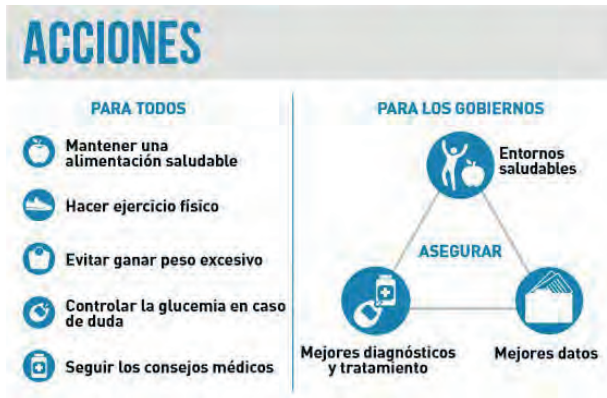 ACCIONES
PARA TODOS
Mantener una
alimentación saludable
Hacer ejercicio físico
Evitar ganar peso excesivo
Controlar la glucemia en caso
de duda
Seguir los consejos médicos
PARA LOS GOBIERNOS
Entornos
saludables
ASEGURAR
Mejores diagnósticos
y tratamiento
Mejores datos